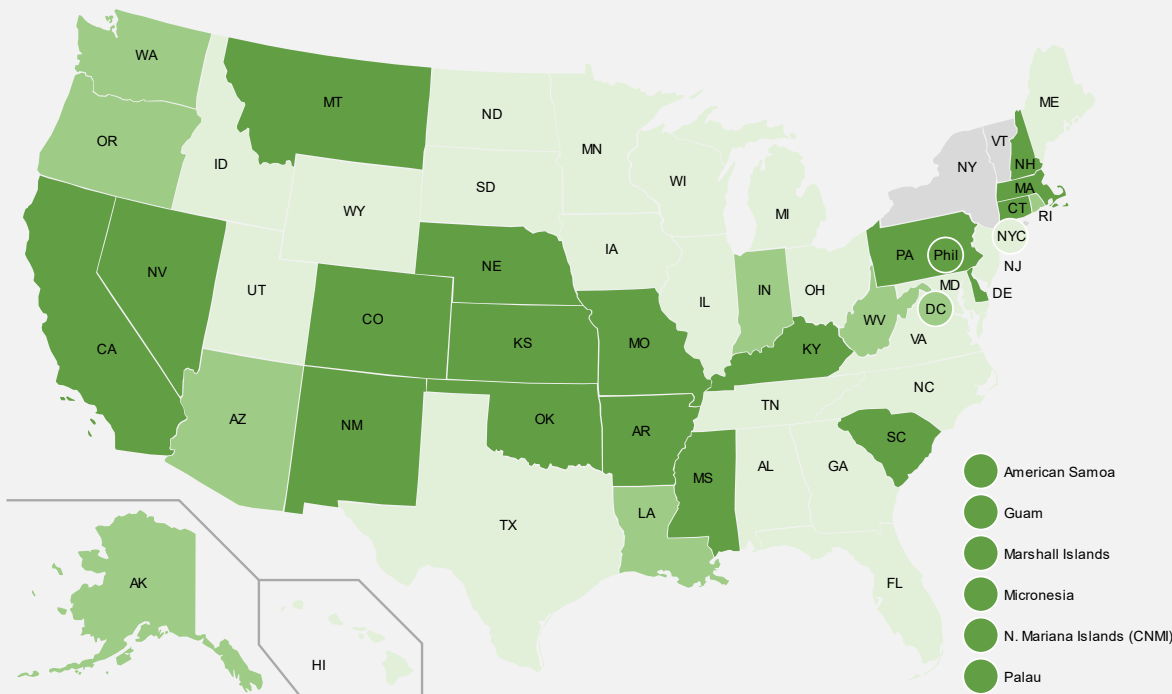 WA
MT
ND
ME
OR
MN
VT
ID
NY
NH
SD
WI
MA
WY
MI
CT
RI
NYC
IA
NE
PA
Phil
NV
NJ
UT
IN
OH
MD
DE
IL
DC
CO
WV
KS
MO
VA
CA
KY
NC
TN
AZ
NM
OK
AR
SC
AL
GA
MS
American Samoa
LA
Guam
TX
Marshall Islands
AK
FL
Micronesia
N. Mariana Islands (CNMI)
HI
Palau